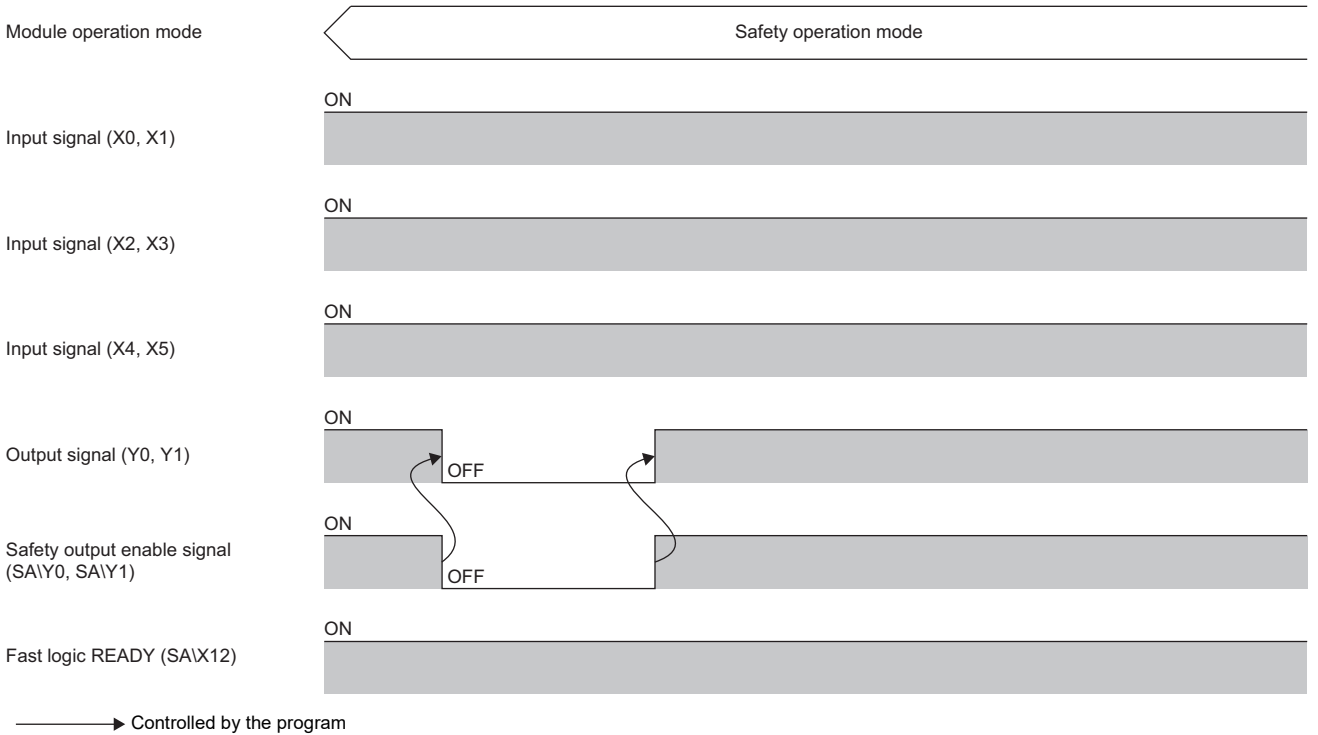 Module operation mode
Safety operation mode
ON
Input signal (X0, X1)
ON
Input signal (X2, X3)
ON
Input signal (X4, X5)
ON
Output signal (Y0, Y1)
OFF
ON
Safety output enable signal
(SA\Y0, SA\Y1)
OFF
ON
Fast logic READY (SA\X12)
Controlled by the program